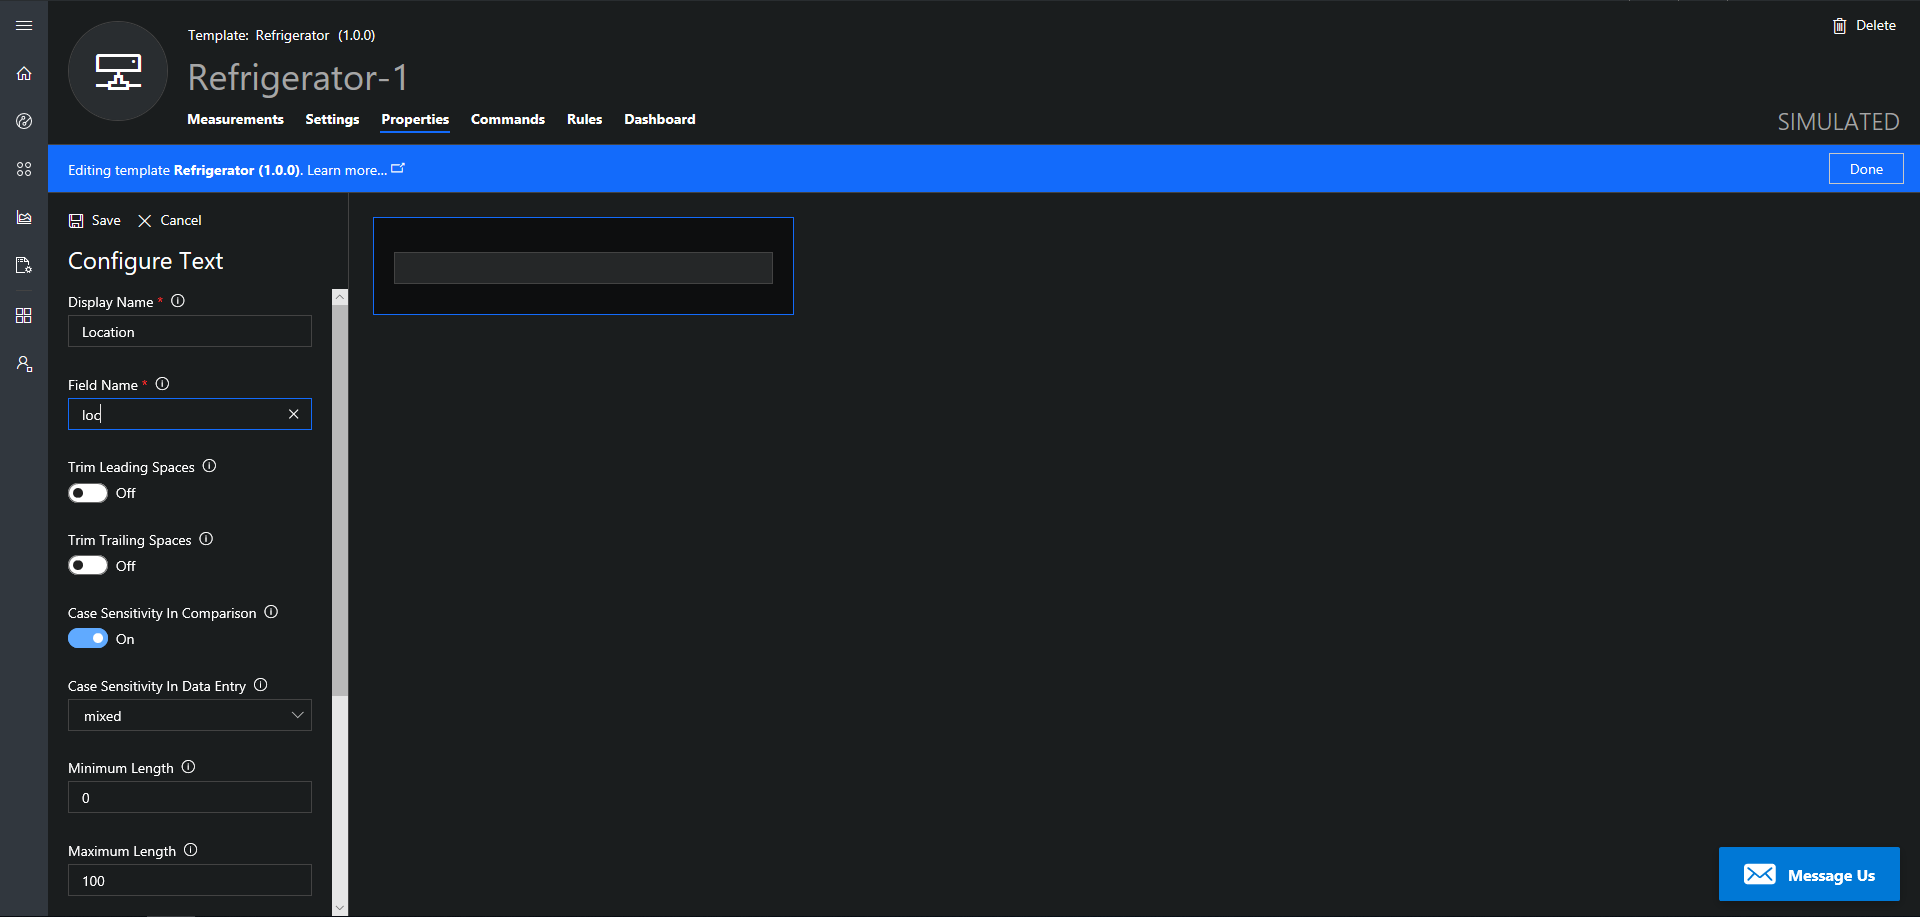 Template: Refrigerator (1.0.0)
Delete
Refrigerator-1
Measurements Settings Properties Commands Rules Dashboard
SIMULATED
Editing template Refrigerator (1.0.0). Learn more...
Done
Save Cancel
Configure Text
Display Name *
Location
Field Name *
loc
Trim Leading Spaces
Off
Trim Trailing Spaces
Off
Case Sensitivity In Comparison
On
Case Sensitivity In Data Entry
mixed
Minimum Length
0
Maximum Length
100
Message Us